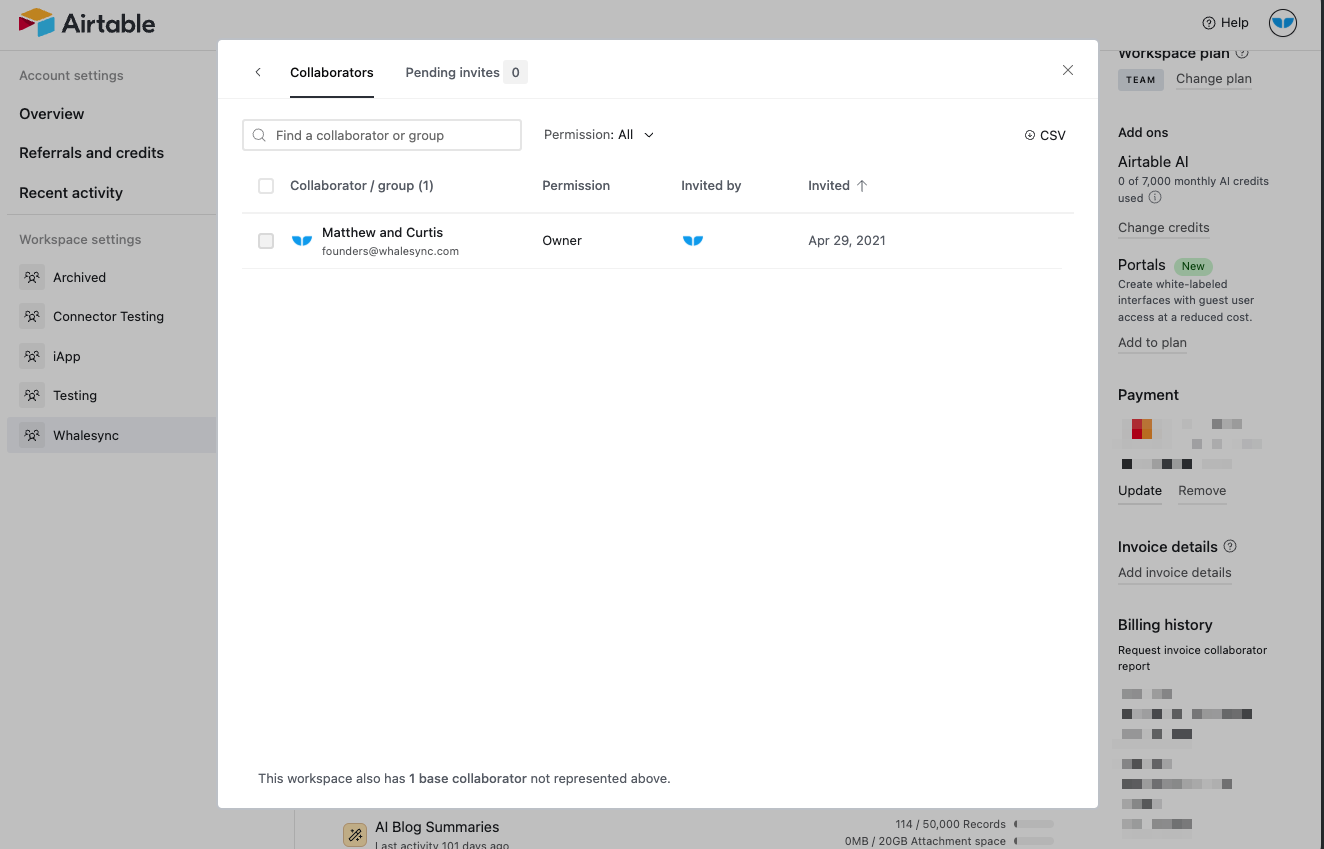 Airtable
Help
Account settings
Overview
Referrals and credits
Recent activity
Workspace settings
Archived
Connector Testing
iApp
Testing
Whalesync
Collaborators
Pending invites 0
Find a collaborator or group
Permission: All
CSV
Collaborator / group (1) Permission Invited by Invited
Matthew and Curtis
founders@whalesync.com
Owner
Apr 29, 2021
This workspace also has 1 base collaborator not represented above.
AI Blog Summaries
Last activity 101 days ago
114 / 50,000 Records
0MB / 20GB Attachment space
Workspace plan
TEAM Change plan
Add ons
Airtable AI
0 of 7,000 monthly AI credits
used
Change credits
Portals New
Create white-labeled
interfaces with guest user
access at a reduced cost.
Add to plan
Payment
Update Remove
Invoice details
Add invoice details
Billing history
Request invoice collaborator
report